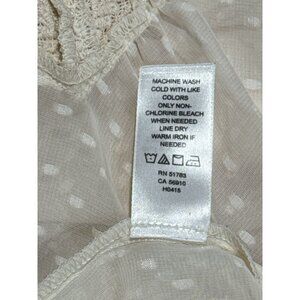 MACHINE WASH
COLD WITH LIKE
COLORS
ONLY NON-
CHLORINE BLEACH
WHEN NEEDED
LINE DRY
WARM IRON IF
NEEDED
RN 51783
CA 56910
H0415